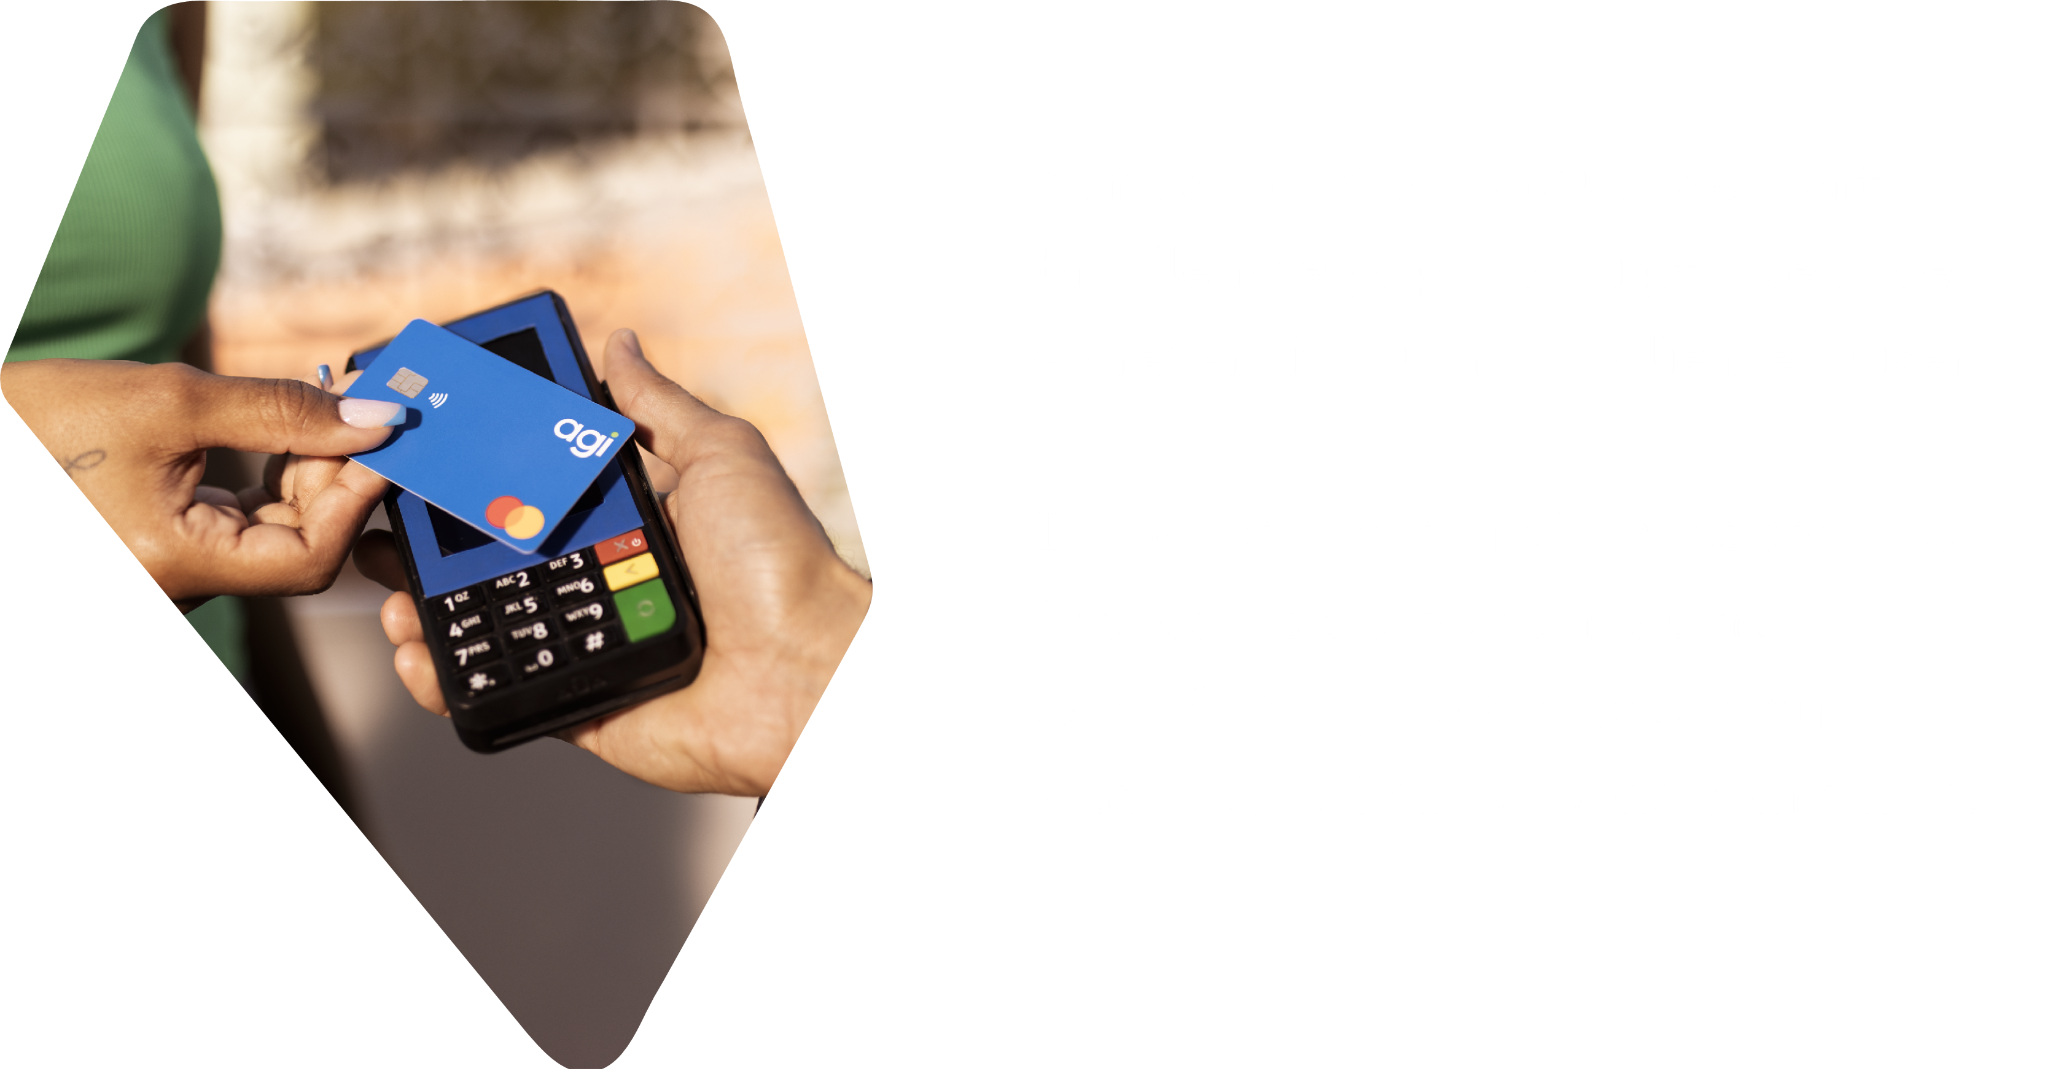 agi
1 OZ ABC 2 DEF 3
4 GHI JKL 5 MNO 6
7 PRS TUV 8 WXY 9
*. 0 #